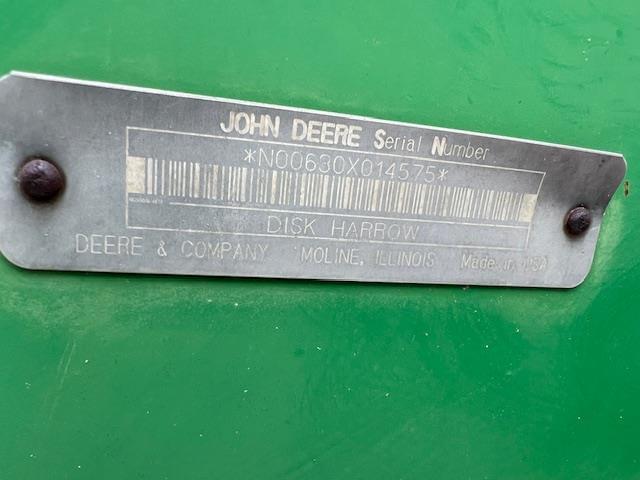 JOHN DEERE Serial Number
*N00630X014575*
DISK HARROW
DEERE & COMPANY MOLINE, ILLINOIS Made in USA